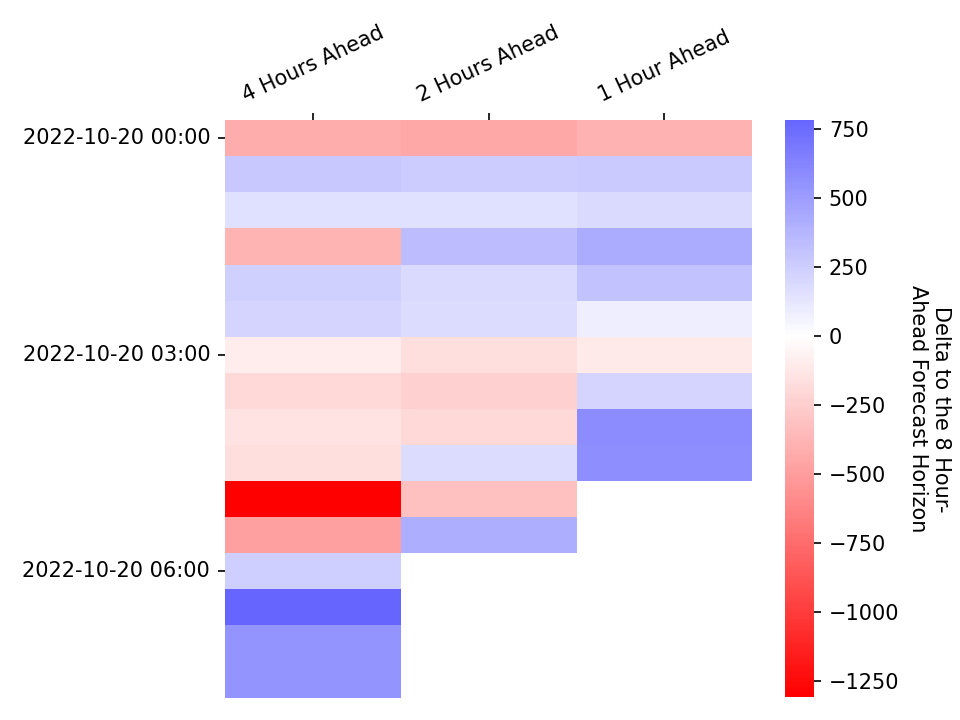 4 Hours Ahead
2 Hours Ahead
1 Hour Ahead
2022-10-20 00:00
2022-10-20 03:00
2022-10-20 06:00
750
500
250
0
−250
−500
−750
−1000
−1250
Delta to the 8 Hour-
Ahead Forecast Horizon